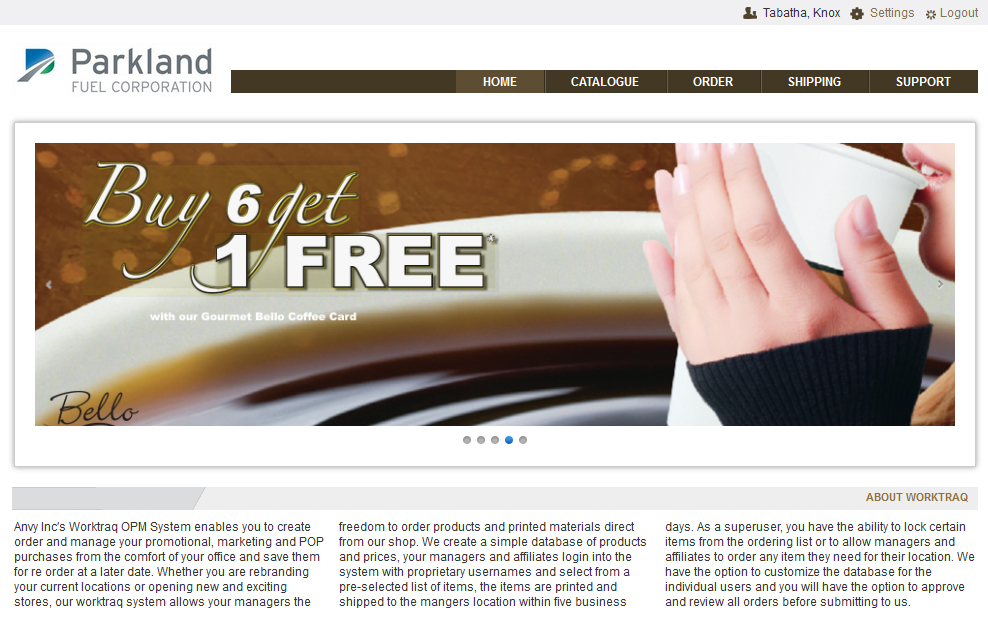 Tabatha, Knox Settings Logout
Parkland
FUEL CORPORATION
HOME CATALOGUE ORDER SHIPPING SUPPORT
Buy 6 get
1 FREE*
with our Gourmet Bello Coffee Card
Bello
ABOUT WORKTRAQ
Anvy Inc's Worktraq OPM System enables you to create
order and manage your promotional, marketing and POP
purchases from the comfort of your office and save them
for re order at a later date. Whether you are rebranding
your current locations or opening new and exciting
stores, our worktraq system allows your managers the
freedom to order products and printed materials direct
from our shop. We create a simple database of products
and prices, your managers and affiliates login into the
system with proprietary usernames and select from a
pre-selected list of items, the items are printed and
shipped to the mangers location within five business
days. As a superuser, you have the ability to lock certain
items from the ordering list or to allow managers and
affiliates to order any item they need for their location. We
have the option to customize the database for the
individual users and you will have the option to approve
and review all orders before submitting to us.